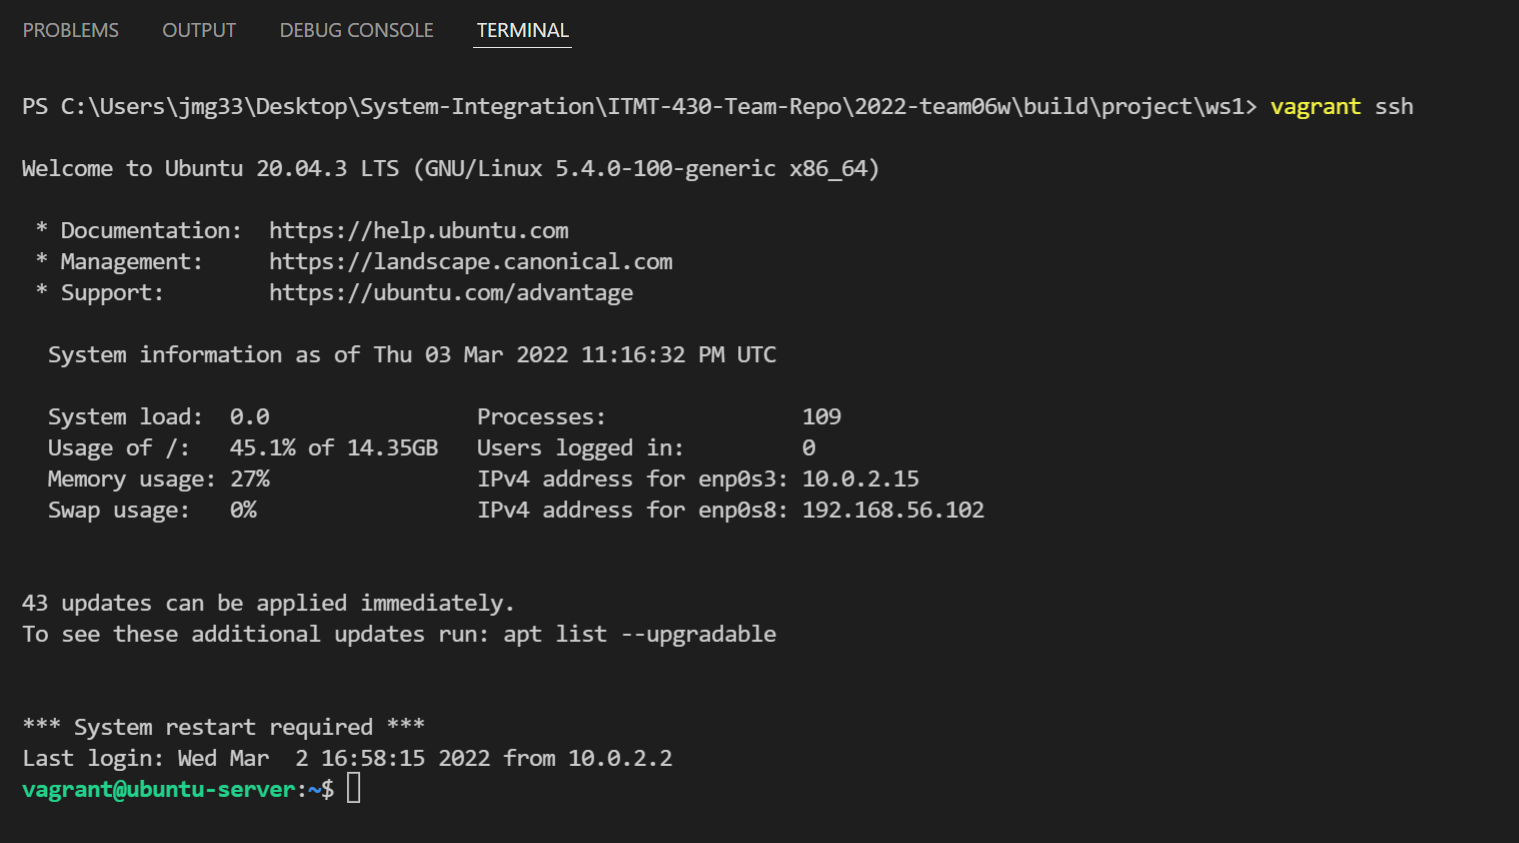 PROBLEMS OUTPUT DEBUG CONSOLE TERMINAL
PS C:\Users\jmg33\Desktop\System-Integration\ITMT-430-Team-Repo\2022-team06w\build\project\ws1> vagrant ssh
Welcome to Ubuntu 20.04.3 LTS (GNU/Linux 5.4.0-100-generic x86_64)
* Documentation: https://help.ubuntu.com
* Management: https://landscape.canonical.com
* Support: https://ubuntu.com/advantage
System information as of Thu 03 Mar 2022 11:16:32 PM UTC
System load: 0.0 Processes: 109
Usage of /: 45.1% of 14.35GB Users logged in: 0
Memory usage: 27% IPv4 address for enp0s3: 10.0.2.15
Swap usage: 0% IPv4 address for enp0s8: 192.168.56.102
43 updates can be applied immediately.
To see these additional updates run: apt list --upgradable
*** System restart required ***
Last login: Wed Mar  2 16:58:15 2022 from 10.0.2.2
vagrant@ubuntu-server:~$